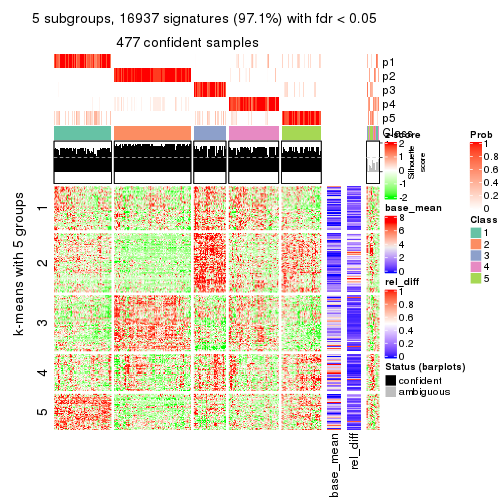 5 subgroups, 16937 signatures (97.1%) with fdr < 0.05
477 confident samples
p1
p2
p3
p4
p5
Class
Silhouette
score
k-means with 5 groups
1
2
3
4
5
base_mean
rel_diff
z-score
2
1
0
-1
-2
base_mean
8
6
4
2
0
rel_diff
1
0.8
0.6
0.4
0.2
0
Status (barplots)
confident
ambiguous
Prob
1
0.8
0.6
0.4
0.2
0
Class
1
2
3
4
5